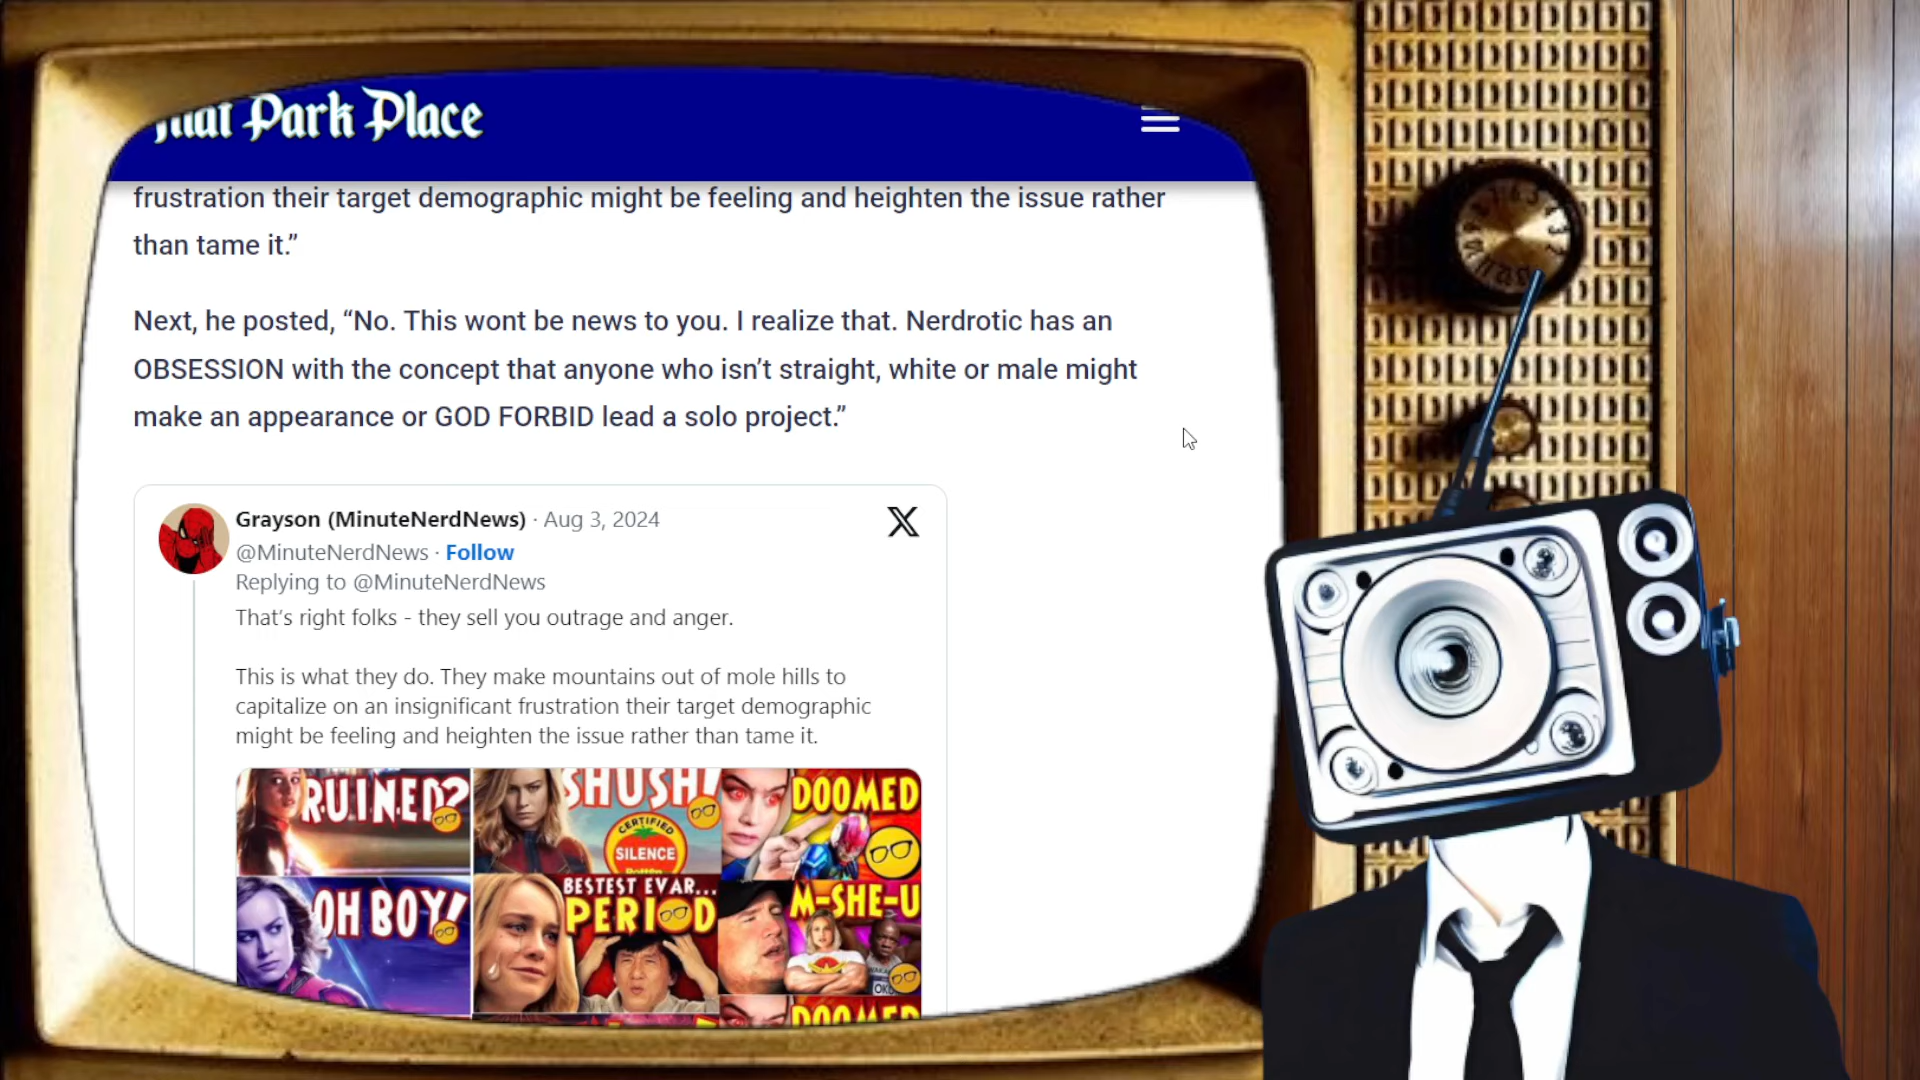 That Park Place
frustration their target demographic might be feeling and heighten the issue rather
than tame it.”
Next, he posted, “No. This wont be news to you. I realize that. Nerdrotic has an
OBSESSION with the concept that anyone who isn’t straight, white or male might
make an appearance or GOD FORBID lead a solo project.”
Grayson (MinuteNerdNews) · Aug 3, 2024
@MinuteNerdNews · Follow
Replying to @MinuteNerdNews
That’s right folks - they sell you outrage and anger.
This is what they do. They make mountains out of mole hills to
capitalize on an insignificant frustration their target demographic
might be feeling and heighten the issue rather than tame it.
RUINED?
SHUSH!
CERTIFIED
SILENCE
DOOMED
OH BOY!
BESTEST EVAR...
PERIOD
M-SHE-U
DOOMED